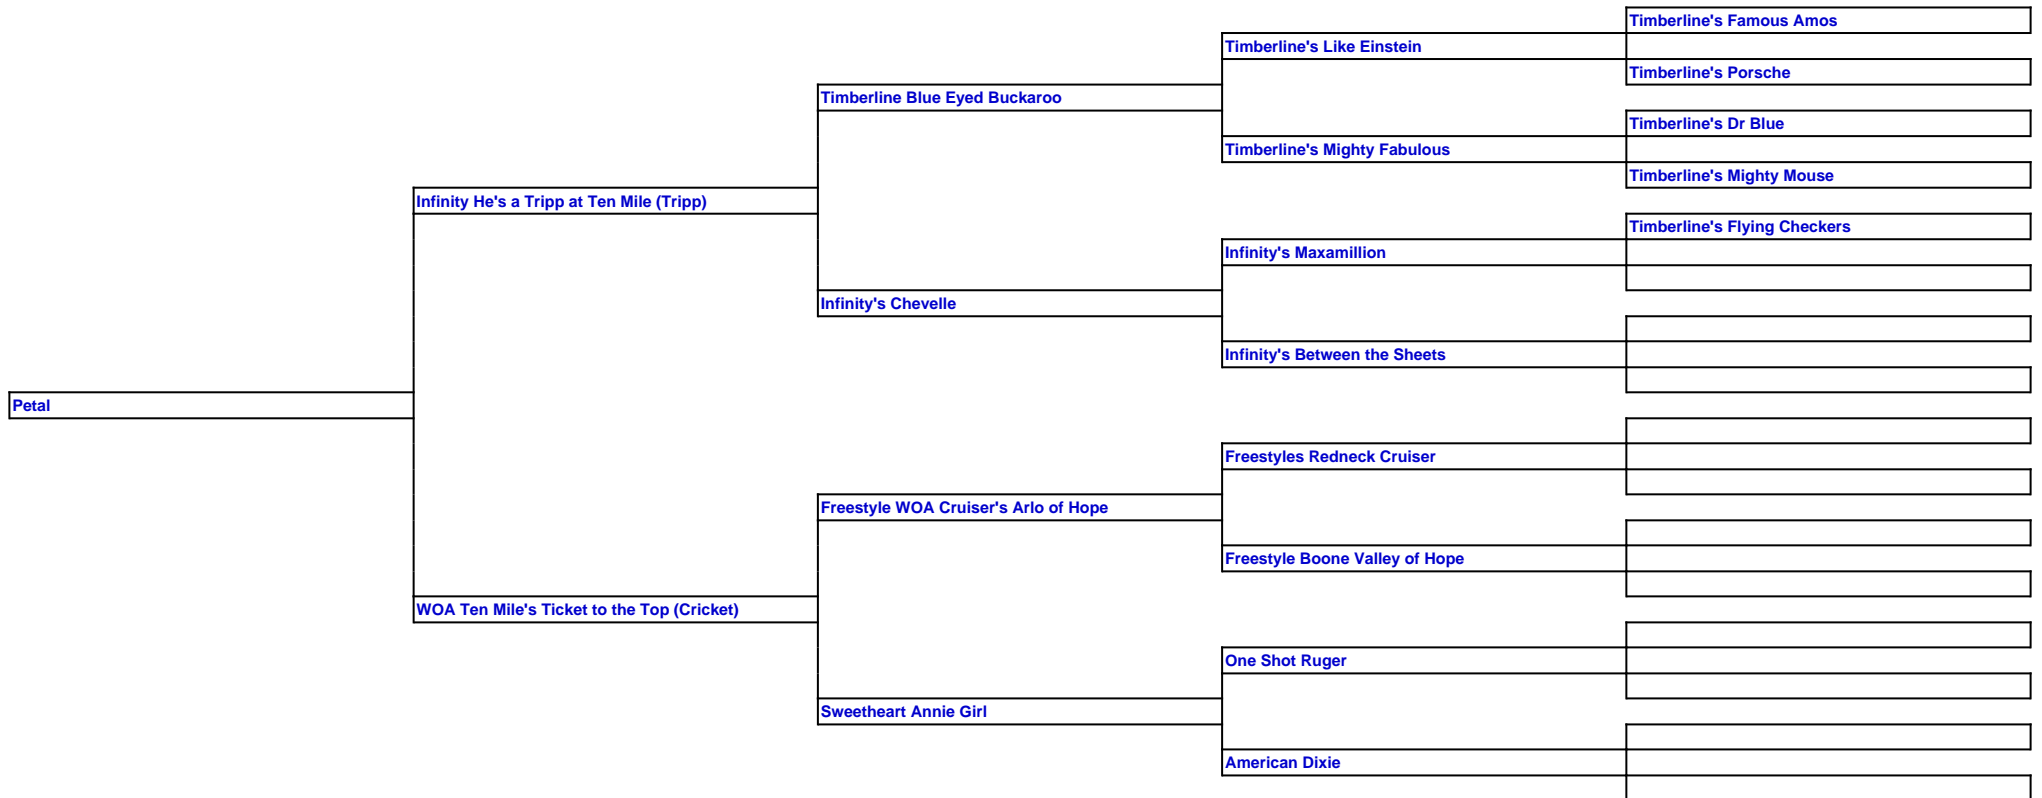 Timberline's Famous Amos
Timberline's Like Einstein
Timberline's Porsche
Timberline Blue Eyed Buckaroo
Timberline's Dr Blue
Timberline's Mighty Fabulous
Timberline's Mighty Mouse
Infinity He's a Tripp at Ten Mile (Tripp)
Timberline's Flying Checkers
Infinity's Maxamillion
Infinity's Chevelle
Infinity's Between the Sheets
Petal
Freestyles Redneck Cruiser
Freestyle WOA Cruiser's Arlo of Hope
Freestyle Boone Valley of Hope
WOA Ten Mile's Ticket to the Top (Cricket)
One Shot Ruger
Sweetheart Annie Girl
American Dixie